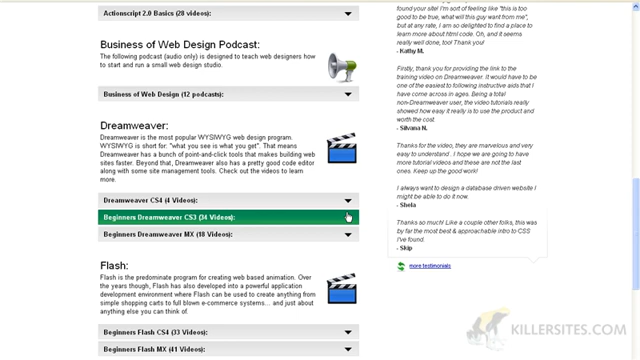 Actionscript 2.0 Basics (28 videos):
Business of Web Design Podcast:
The following podcast (audio only) is designed to teach web designers how
to start and run a small web design studio.
Business of Web Design (12 podcasts):
Dreamweaver:
Dreamweaver is the most popular WYSIWYG web design program.
WYSIWYG is short for: "what you see is what you get". That means
Dreamweaver has a bunch of point-and-click tools that makes building web
sites faster. Beyond that, Dreamweaver also has a pretty good code editor
along with some site management tools. Check out the videos to learn
more.
Dreamweaver CS4 (4 Videos):
Beginners Dreamweaver CS3 (34 Videos):
Beginners Dreamweaver MX (18 Videos):
Flash:
Flash is the predominate program for creating web based animation. Over
the years though, Flash has also developed into a powerful application
development environment where Flash can be used to create anything from
simple shopping carts to full blown e-commerce systems... and just about
anything else you can think of.
Beginners Flash CS4 (33 Videos):
Beginners Flash MX (41 Videos):
found your site! I'm sort of feeling like "this is too
good to be true, what will this guy want from me",
but at any rate, I am so delighted to find a place to
learn more about html code. Oh, and it seems
really well done, too! Thank you!
- Kathy M.
Firstly, thank you for providing the link to the
training video on Dreamweaver. It would have to be
one of the easiest to following instructive aids that I
have come across in ages. Being a total
non-Dreamweaver user, the video tutorials really
showed how easy it really is to use the product and
worth the cost.
- Silvana N.
Thanks for the video, they are marvelous and very
easy to understand . I hope we are going to have
more tutorial videos and these are not the last
ones. Keep up the good work!
I always want to design a database driven website I
might be able to do it now.
- Shela
Thanks so much! Like a couple other folks, this was
by far the most best & approachable intro to CSS
I've found.
- Skip
more testimonials
KILLERSITES.COM